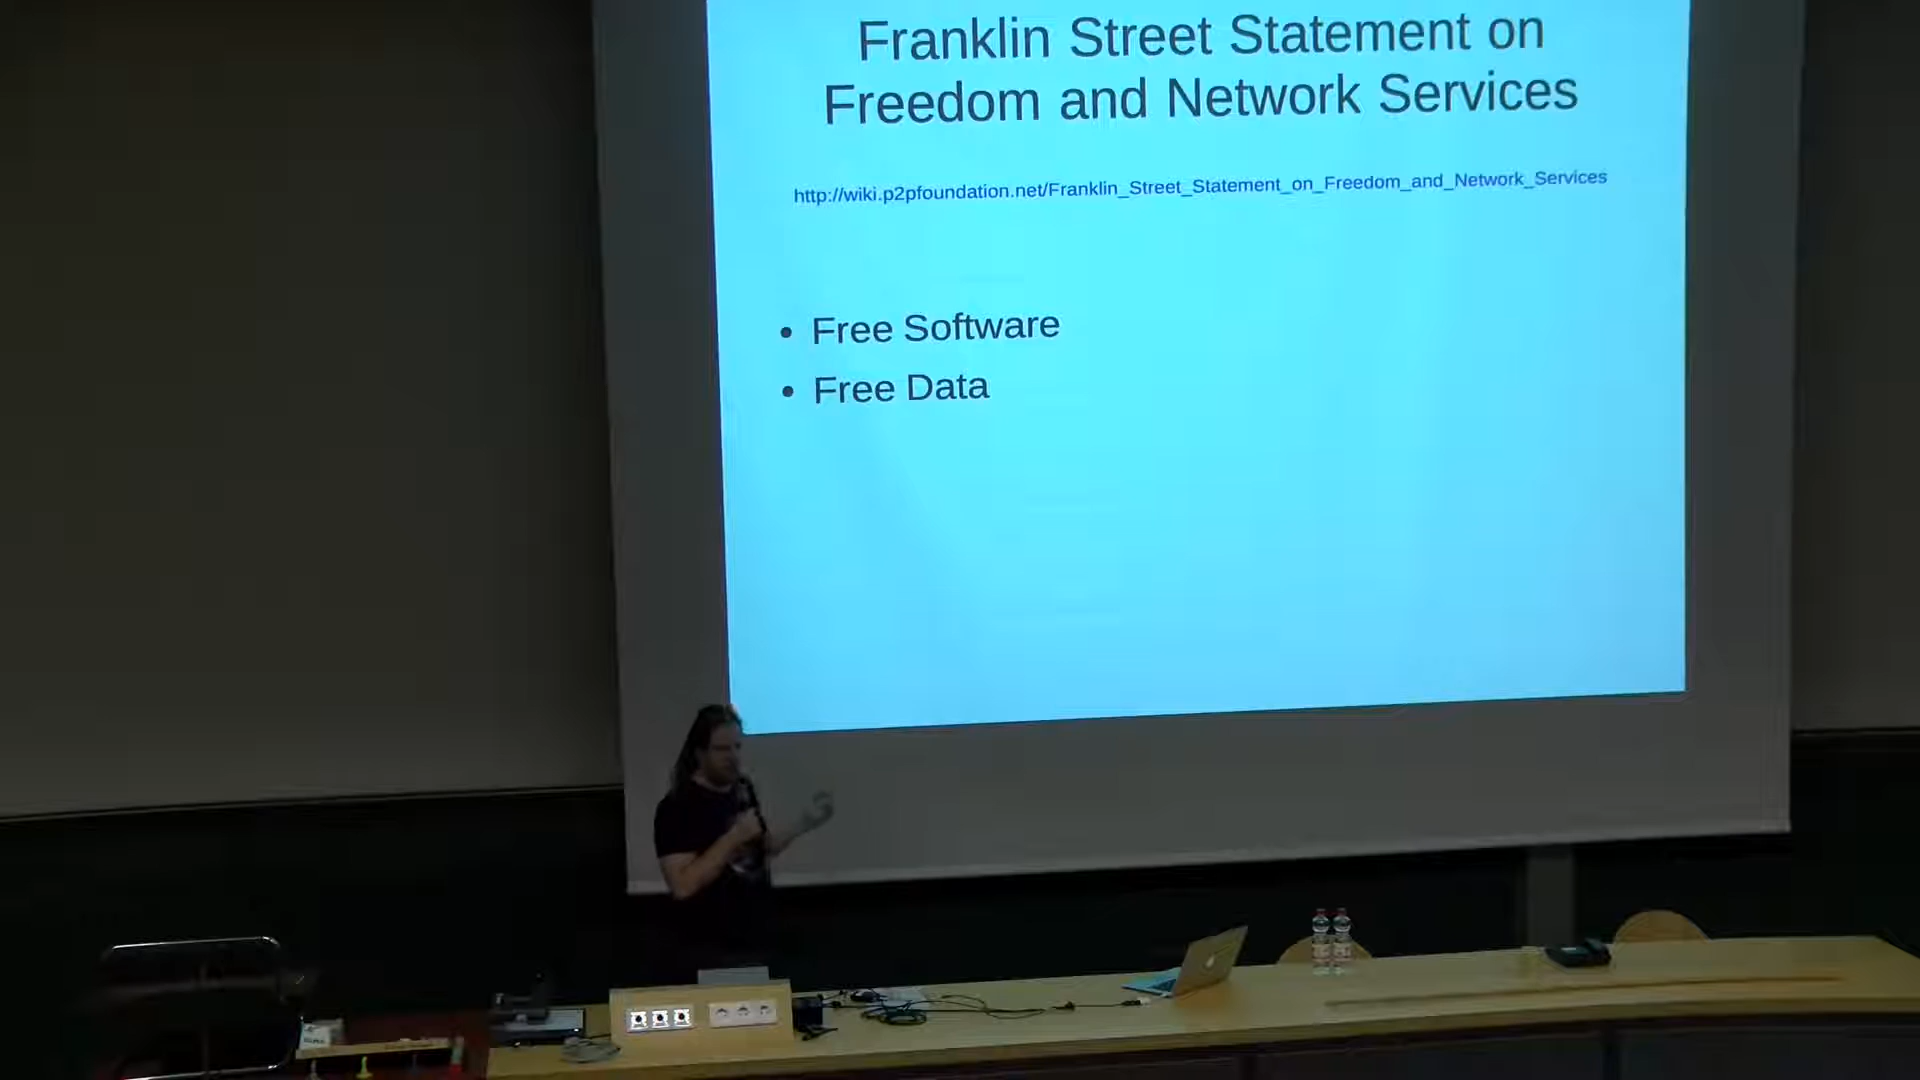 Franklin Street Statement on
Freedom and Network Services
http://wiki.p2pfoundation.net/Franklin_Street_Statement_on_Freedom_and_Network_Services
• Free Software
• Free Data